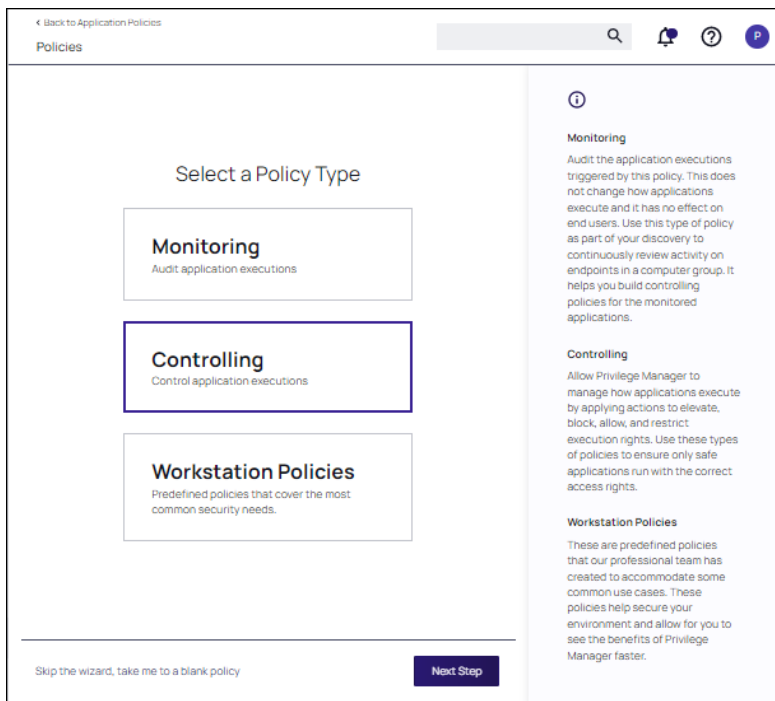 Back to Application Policies
Policies
P
Select a Policy Type
Monitoring
Audit application executions
Controlling
Control application executions
Workstation Policies
Predefined policies that cover the most
common security needs.
Skip the wizard, take me to a blank policy
Next Step
Monitoring
Audit the application executions
triggered by this policy. This does
not change how applications
execute and it has no effect on
end users. Use this type of policy
as part of your discovery to
continuously review activity on
endpoints in a computer group. It
helps you build controlling
policies for the monitored
applications.
Controlling
Allow Privilege Manager to
manage how applications execute
by applying actions to elevate,
block, allow, and restrict
execution rights. Use these types
of policies to ensure only safe
applications run with the correct
access rights.
Workstation Policies
These are predefined policies
that our professional team has
created to accommodate some
common use cases. These
policies help secure your
environment and allow for you to
see the benefits of Privilege
Manager faster.